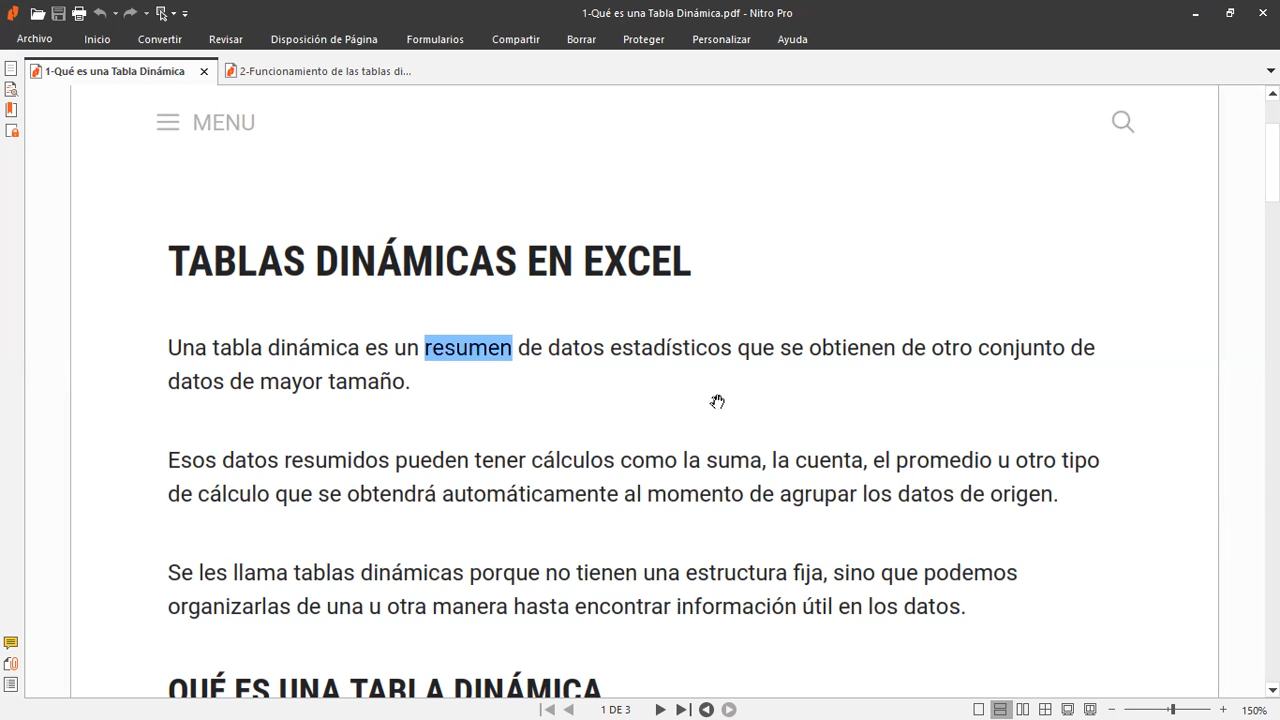 1-Qué es una Tabla Dinámica.pdf - Nitro Pro
Archivo Inicio Convertir Revisar Disposición de Página Formularios Compartir Borrar Proteger Personalizar Ayuda
1-Qué es una Tabla Dinámica 2-Funcionamiento de las tablas di...
MENU
TABLAS DINÁMICAS EN EXCEL
Una tabla dinámica es un resumen de datos estadísticos que se obtienen de otro conjunto de
datos de mayor tamaño.
Esos datos resumidos pueden tener cálculos como la suma, la cuenta, el promedio u otro tipo
de cálculo que se obtendrá automáticamente al momento de agrupar los datos de origen.
Se les llama tablas dinámicas porque no tienen una estructura fija, sino que podemos
organizarlas de una u otra manera hasta encontrar información útil en los datos.
QUÉ ES UNA TABLA DINÁMICA
1 DE 3 150%